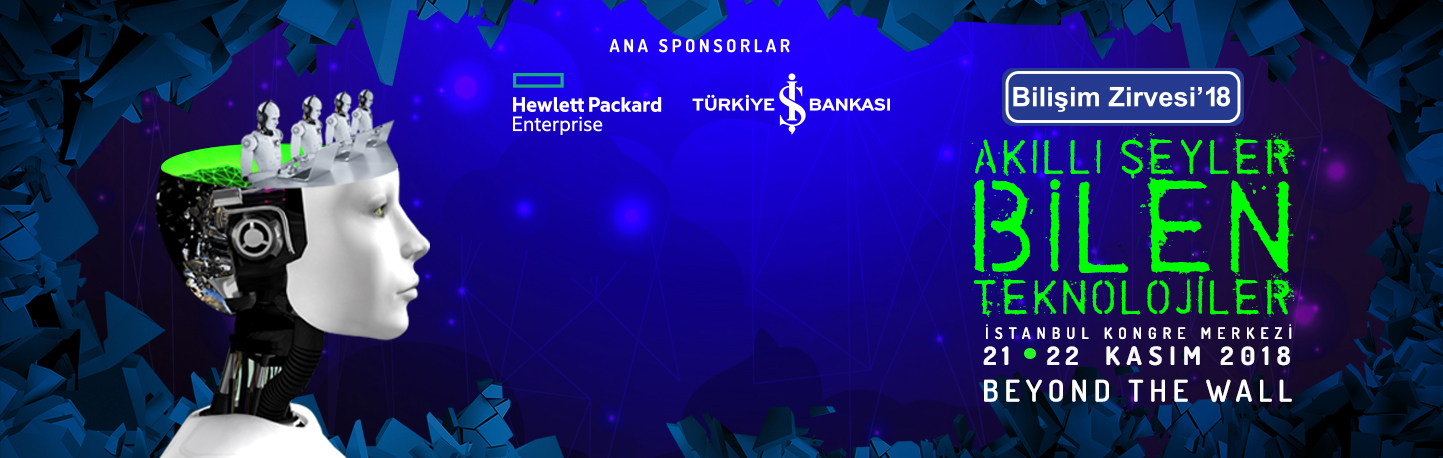 ANA SPONSORLAR
Hewlett Packard
Enterprise
TÜRKİYE İŞ BANKASI
Bilişim Zirvesi'18
AKILLI ŞEYLER
BİLEN
TEKNOLOJİLER
İSTANBUL KONGRE MERKEZİ
21 • 22 KASIM 2018
BEYOND THE WALL